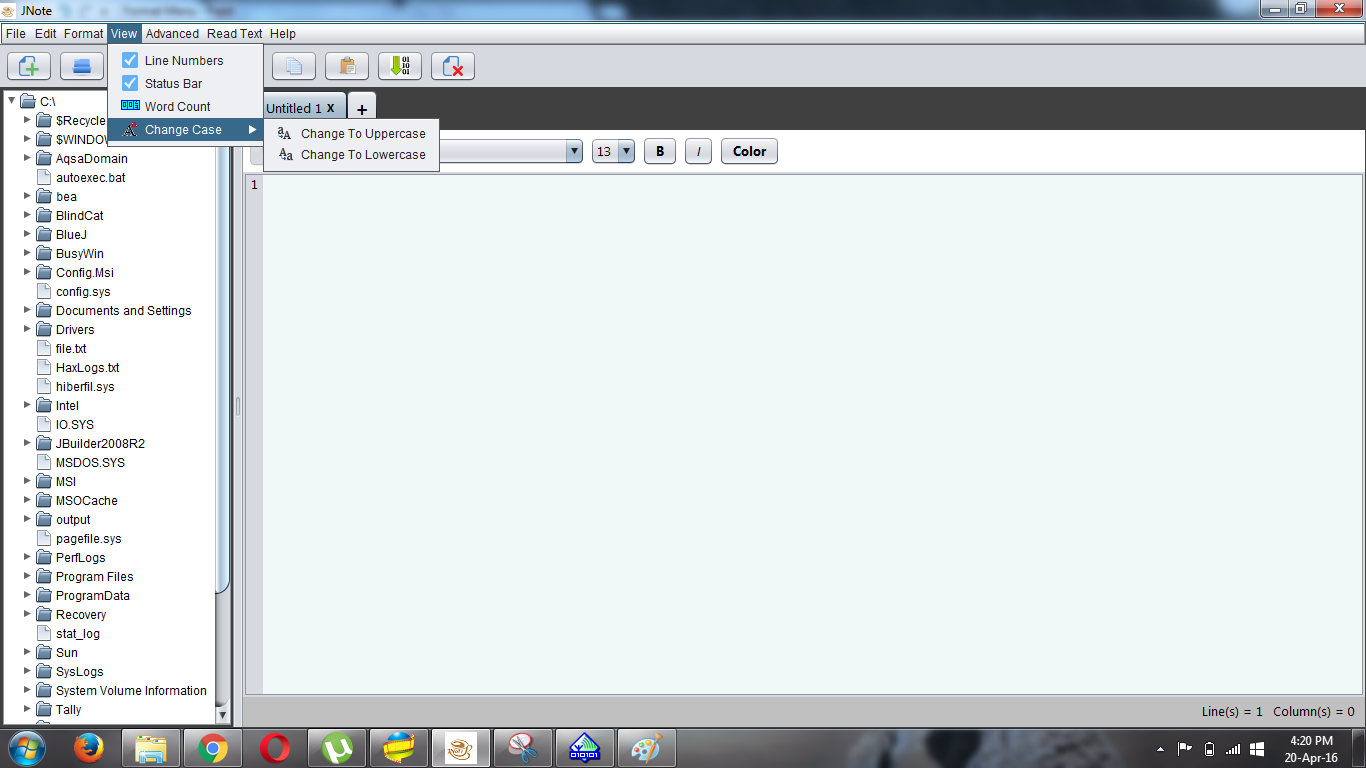 JNote
File Edit Format View Advanced Read Text Help
Line Numbers
Status Bar
Word Count
Change Case
Change To Uppercase
Change To Lowercase
Untitled 1 x +
13 B I Color
1
C:\
$Recycle
AqsaDomain
autoexec.bat
bea
BlindCat
BlueJ
BusyWin
Config.Msi
config.sys
Documents and Settings
Drivers
file.txt
HaxLogs.txt
hiberfil.sys
Intel
IO.SYS
JBuilder2008R2
MSDOS.SYS
MSI
MSOCache
output
pagefile.sys
PerfLogs
Program Files
ProgramData
Recovery
stat_log
Sun
SysLogs
System Volume Information
Tally
Line(s) = 1 Column(s) = 0
4:20 PM
20-Apr-16